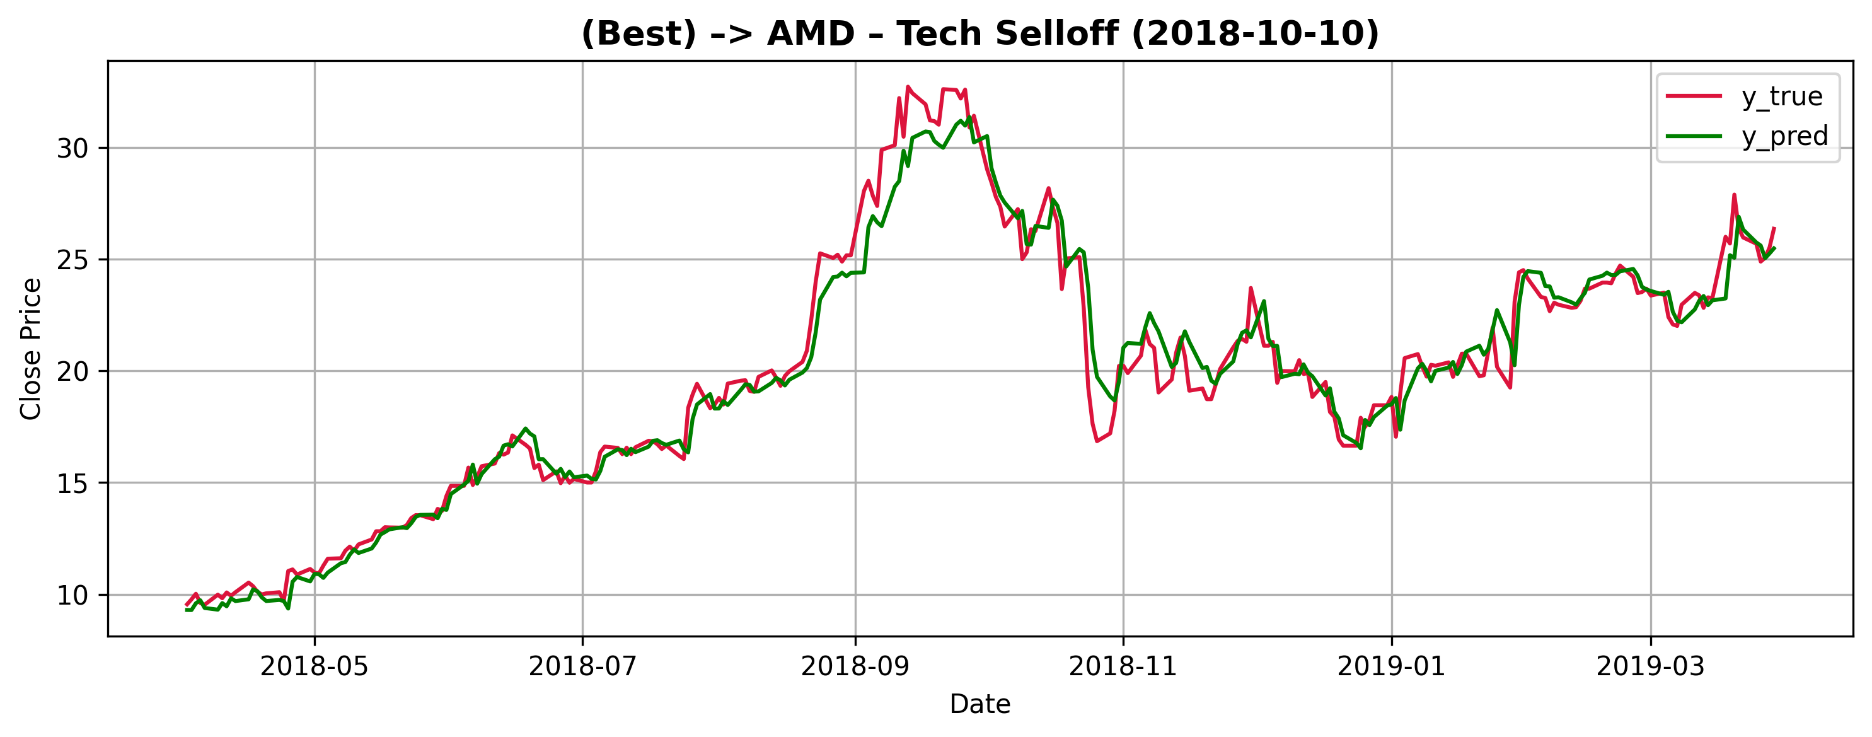 (Best) –> AMD – Tech Selloff (2018-10-10)
y_true
y_pred
Close Price
30
25
20
15
10
2018-05
2018-07
2018-09
2018-11
2019-01
2019-03
Date